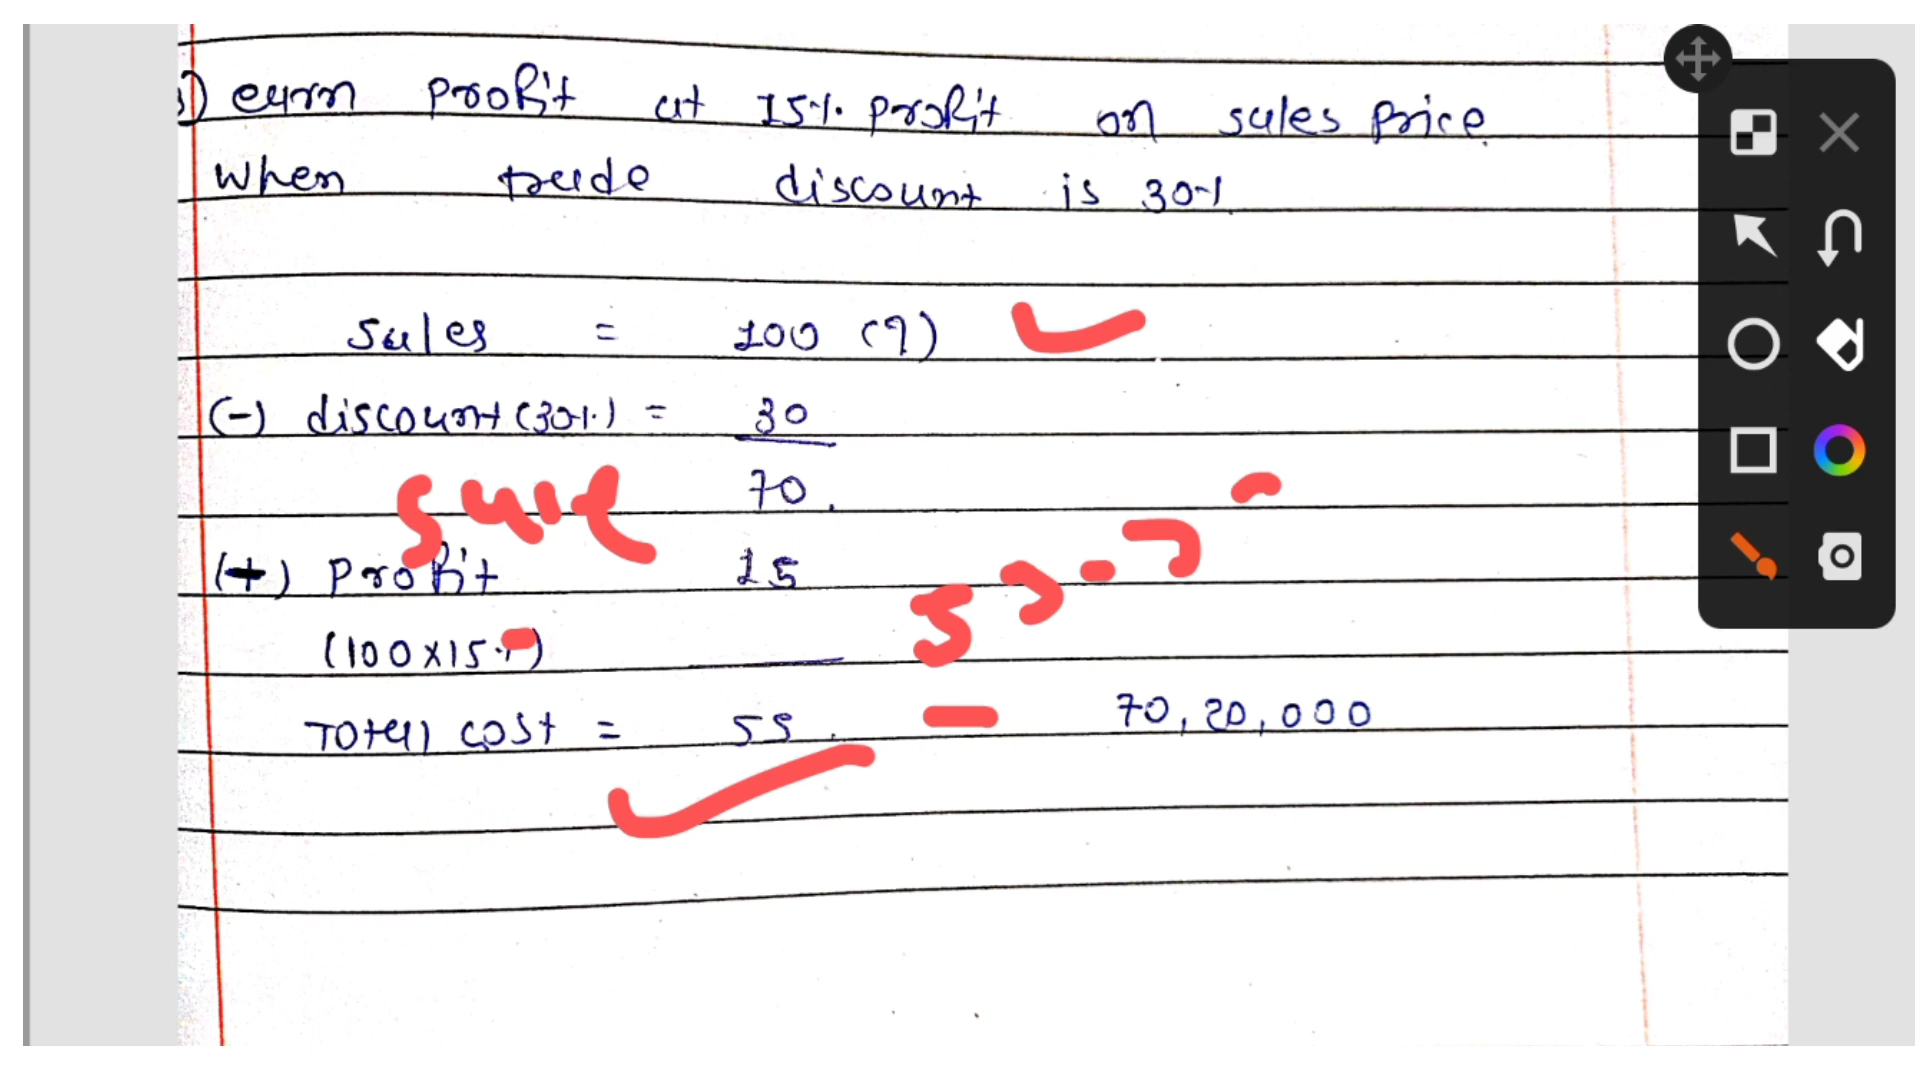 3) earn profit at 15% profit on sales price
when trade discount is 30%
Sales = 100 (?)
(-) discount (30%) = 30
70.
Sale
(+) Profit 15
(100x15%)
Total cost = 55. - 70,20,000